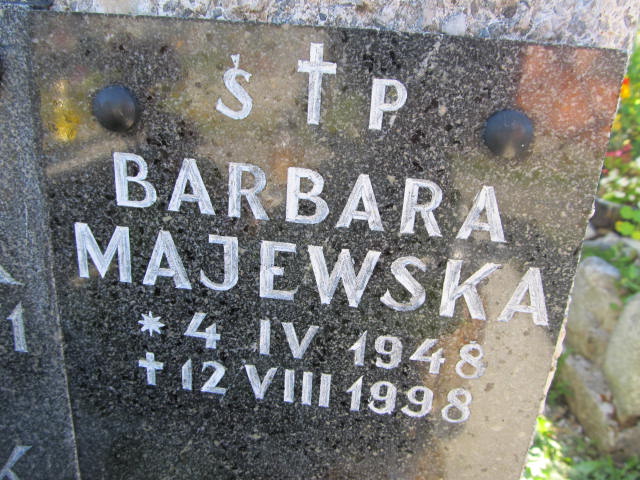 Ś † P
BARBARA
MAJEWSKA
* 4 IV 1948
† 12 VIII 1998